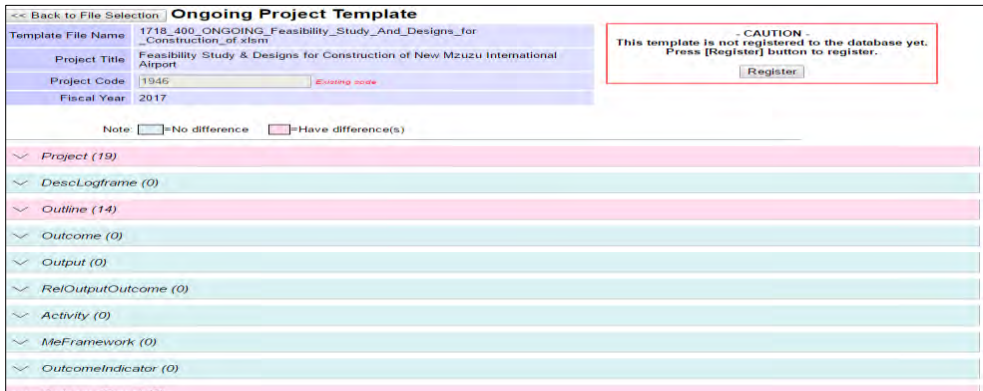 << Back to File Selection Ongoing Project Template
Template File Name 1718_400_ONGOING_Feasibility_Study_And_Designs_for
_Construction_of.xlsm
Project Title Feasibility Study & Designs for Construction of New Mzuzu International
Airport
Project Code 1946 Existing code
Fiscal Year 2017
- CAUTION -
This template is not registered to the database yet.
Press [Register] button to register.
Register
Note: =No difference =Have difference(s)
Project (19)
DescLogframe (0)
Outline (14)
Outcome (0)
Output (0)
RelOutputOutcome (0)
Activity (0)
MeFramework (0)
OutcomeIndicator (0)